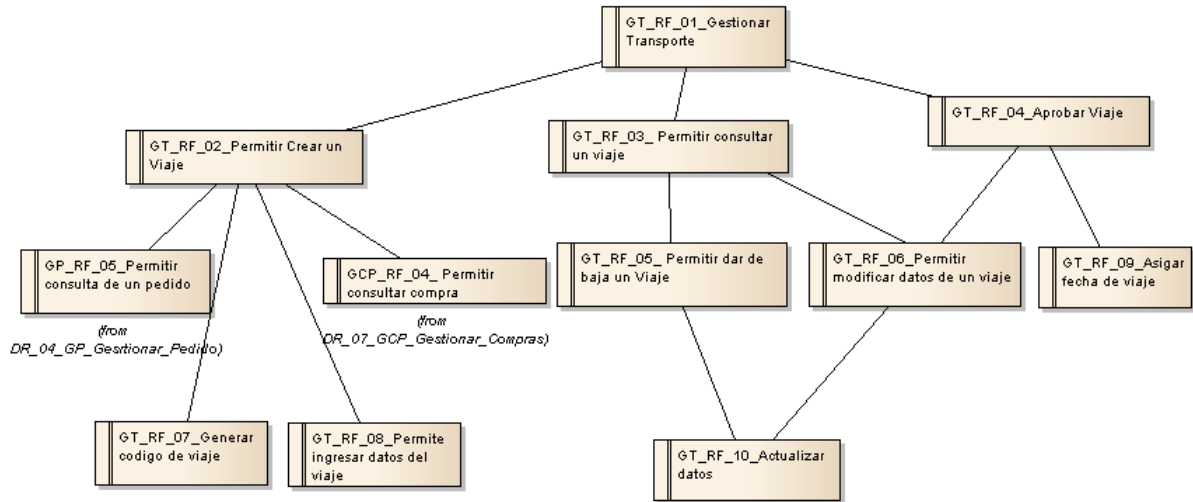 GT_RF_01_Gestionar
Transporte
GT_RF_04_Aprobar Viaje
GT_RF_02_Permitir Crear un
Viaje
GT_RF_03_ Permitir consultar
un viaje
GP_RF_05_Permitir
consulta de un pedido
(from
DR_04_GP_Gesrtionar_Pedido)
GCP_RF_04_ Permitir
consultar compra
(from
DR_07_GCP_Gestionar_Compras)
GT_RF_05_ Permitir dar de
baja un Viaje
GT_RF_06_Permitir
modificar datos de un viaje
GT_RF_09_Asigar
fecha de viaje
GT_RF_07_Generar
codigo de viaje
GT_RF_08_Permite
ingresar datos del
viaje
GT_RF_10_Actualizar
datos